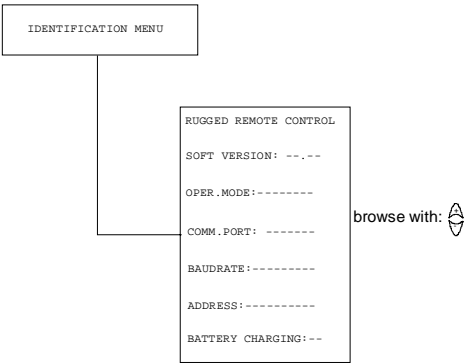 IDENTIFICATION MENU
RUGGED REMOTE CONTROL
SOFT VERSION: --.--
OPER.MODE:--------
COMM.PORT: -------
browse with:
BAUDRATE:---------
ADDRESS:----------
BATTERY CHARGING:--